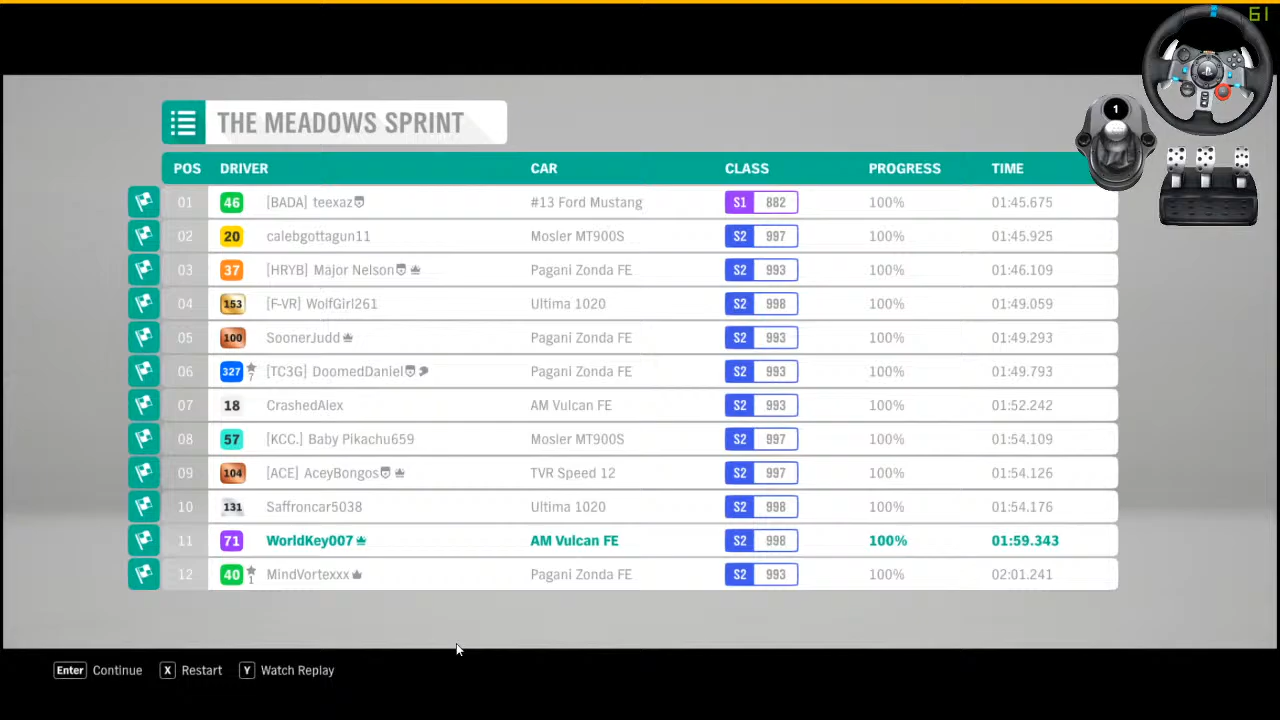 61
1
THE MEADOWS SPRINT
POS DRIVER CAR CLASS PROGRESS TIME
01 46 [BADA] teexaz #13 Ford Mustang S1 882 100% 01:45.675
02 20 calebgottagun11 Mosler MT900S S2 997 100% 01:45.925
03 37 [HRYB] Major Nelson Pagani Zonda FE S2 993 100% 01:46.109
04 153 [F-VR] WolfGirl261 Ultima 1020 S2 998 100% 01:49.059
05 100 SoonerJudd Pagani Zonda FE S2 993 100% 01:49.293
06 327 7 [TC3G] DoomedDaniel Pagani Zonda FE S2 993 100% 01:49.793
07 18 CrashedAlex AM Vulcan FE S2 993 100% 01:52.242
08 57 [KCC.] Baby Pikachu659 Mosler MT900S S2 997 100% 01:54.109
09 104 [ACE] AceyBongos TVR Speed 12 S2 997 100% 01:54.126
10 131 Saffroncar5038 Ultima 1020 S2 998 100% 01:54.176
11 71 WorldKey007 AM Vulcan FE S2 998 100% 01:59.343
12 40 1 MindVortexxx Pagani Zonda FE S2 993 100% 02:01.241
Enter Continue X Restart Y Watch Replay